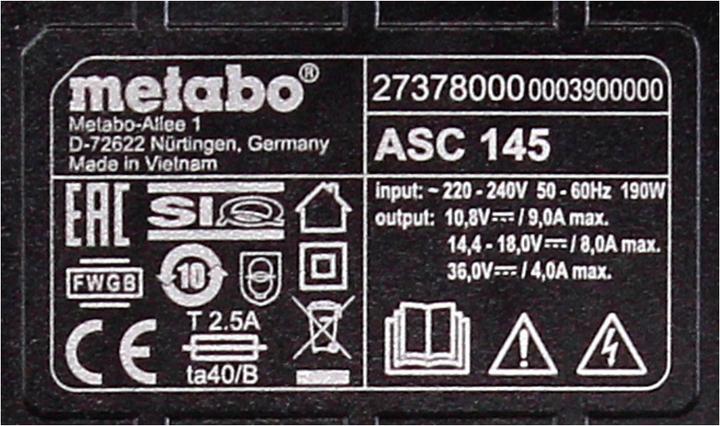 metabo®
Metabo-Allee 1
D-72622 Nürtingen, Germany
Made in Vietnam
27378000 0003900000
ASC 145
input: ~ 220 - 240V 50 - 60Hz 190W
output: 10,8V⎓ / 9,0A max.
14,4 - 18,0V⎓ / 8,0A max.
36,0V⎓ / 4,0A max.
EAC
SIQ
10
FWGB
CE
T 2.5A
ta40/B